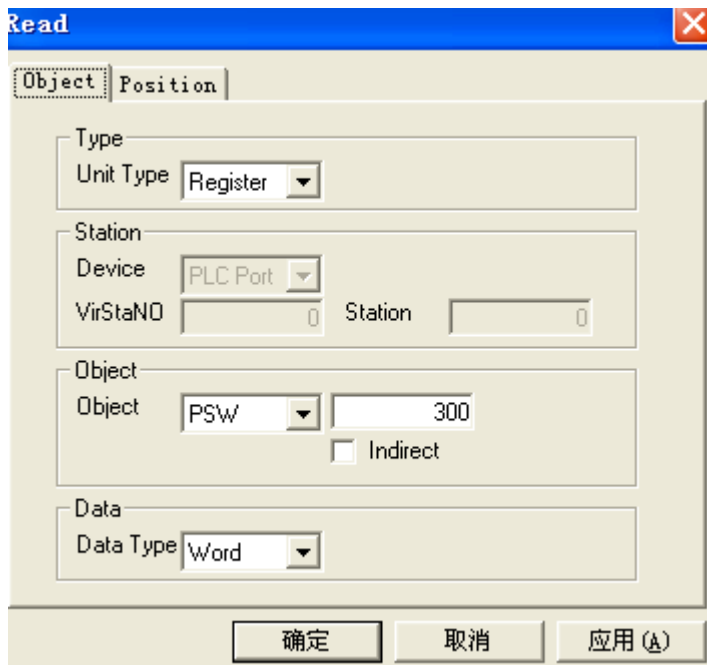 Read
Object Position
Type
Unit Type Register
Station
Device PLC Port
VirStaNO 0 Station 0
Object
Object PSW 300
Indirect
Data
Data Type Word
确定 取消 应用(A)